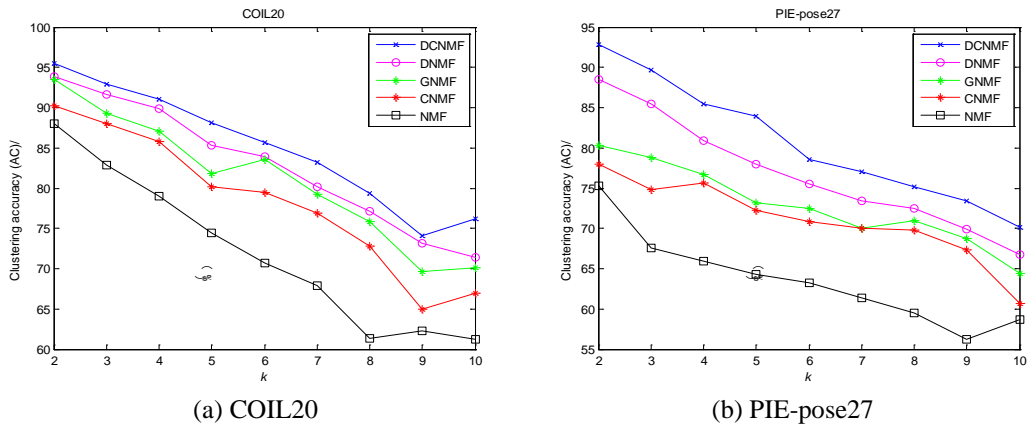 COIL20
100
95
90
85
80
75
70
65
60
Clustering accuracy (AC)/
2 3 4 5 6 7 8 9 10
k
DCNMF
DNMF
GNMF
CNMF
NMF
(a) COIL20
PIE-pose27
95
90
85
80
75
70
65
60
55
Clustering accuracy (AC)/
2 3 4 5 6 7 8 9 10
k
DCNMF
DNMF
GNMF
CNMF
NMF
(b) PIE-pose27